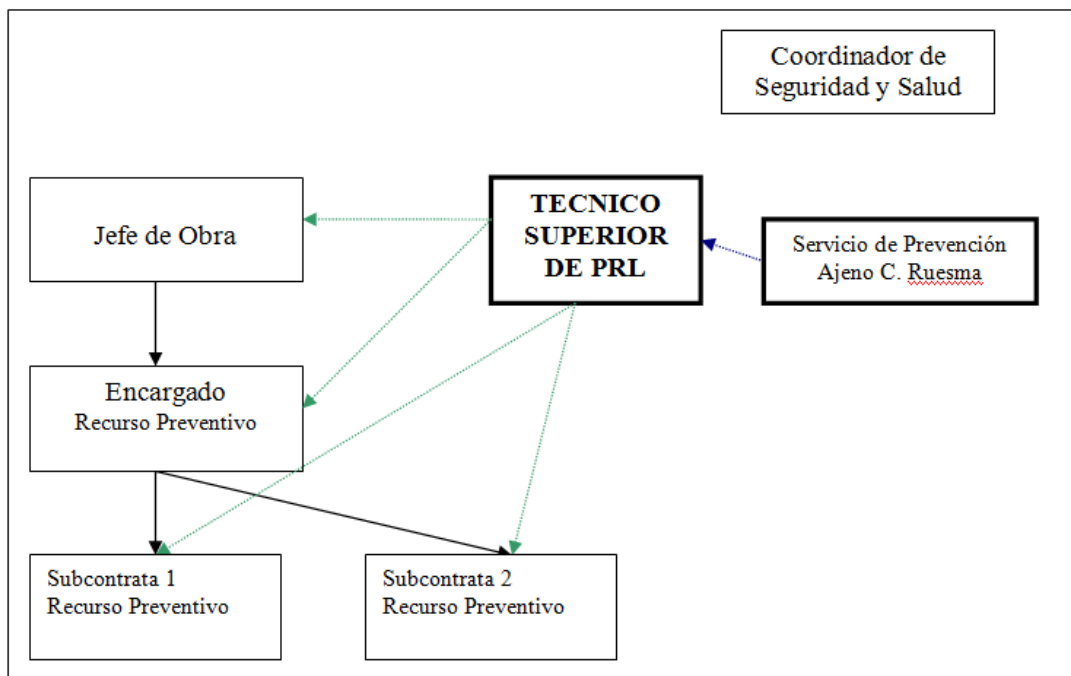 Coordinador de
Seguridad y Salud
TECNICO
SUPERIOR
DE PRL
Jefe de Obra
Servicio de Prevención
Ajeno C. Ruesma
Encargado
Recurso Preventivo
Subcontrata 1
Recurso Preventivo
Subcontrata 2
Recurso Preventivo